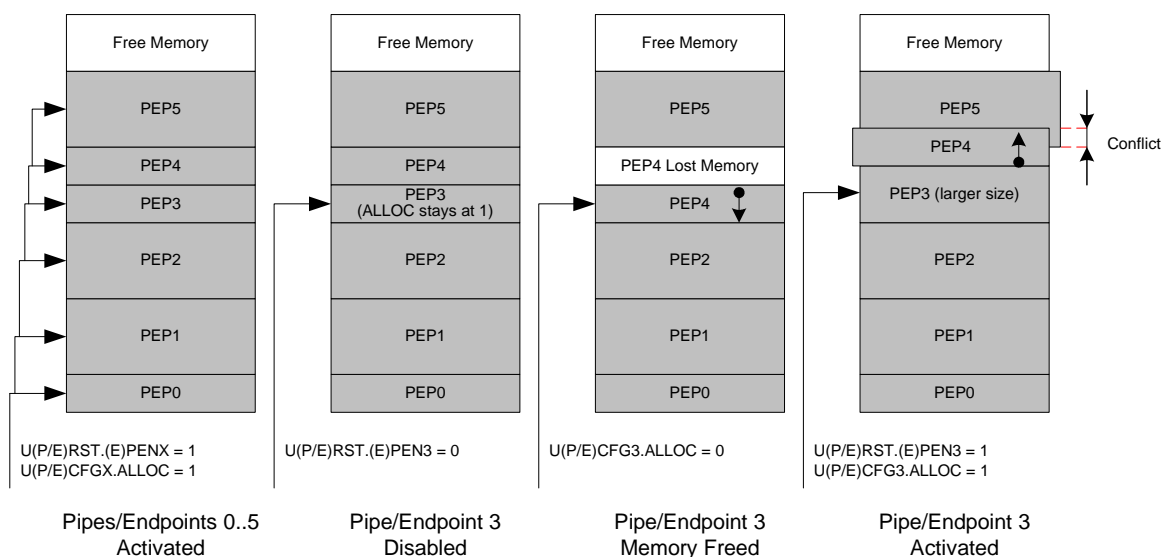 Free Memory
PEP5
PEP4
PEP3
PEP2
PEP1
PEP0
U(P/E)RST.(E)PENX = 1
U(P/E)CFGX.ALLOC = 1
Pipes/Endpoints 0..5
Activated
Free Memory
PEP5
PEP4
PEP3
(ALLOC stays at 1)
PEP2
PEP1
PEP0
U(P/E)RST.(E)PEN3 = 0
Pipe/Endpoint 3
Disabled
Free Memory
PEP5
PEP4 Lost Memory
PEP4
PEP2
PEP1
PEP0
U(P/E)CFG3.ALLOC = 0
Pipe/Endpoint 3
Memory Freed
Free Memory
PEP5
PEP4
Conflict
PEP3 (larger size)
PEP2
PEP1
PEP0
U(P/E)RST.(E)PEN3 = 1
U(P/E)CFG3.ALLOC = 1
Pipe/Endpoint 3
Activated